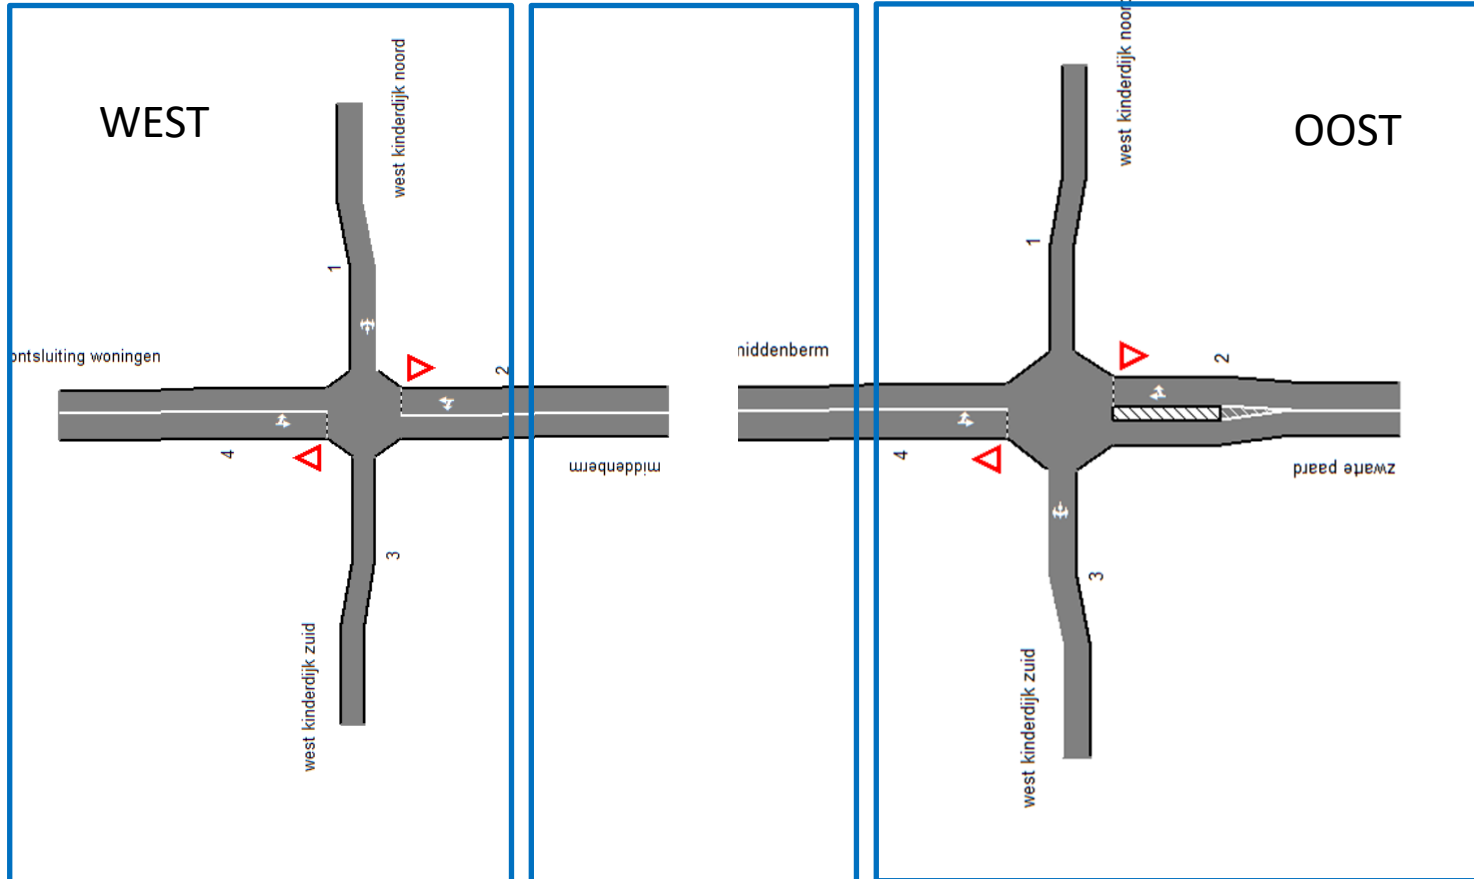 WEST
west kinderdijk noord
1
ontsluiting woningen
2
4
middenberm
3
west kinderdijk zuid
OOST
west kinderdijk noord
1
middenberm
2
4
zwarte paard
3
west kinderdijk zuid